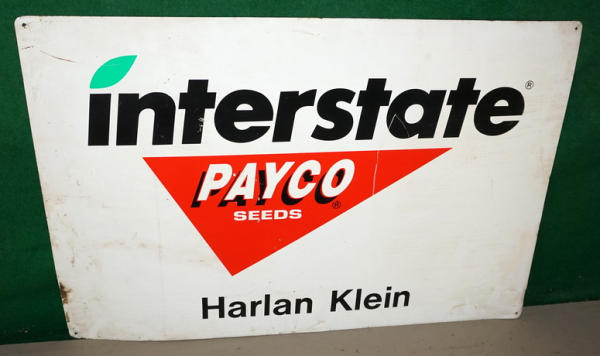 interstate®
PAYCO®
SEEDS
Harlan Klein